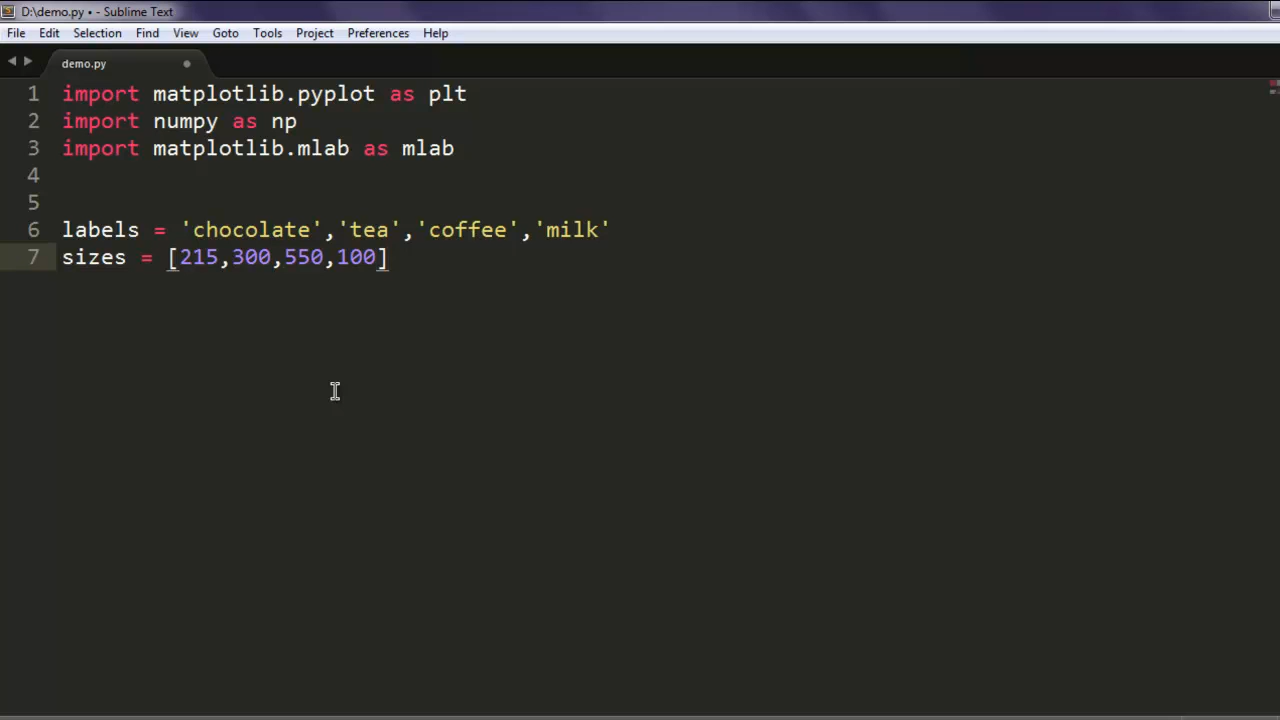 D:\demo.py • - Sublime Text
File Edit Selection Find View Goto Tools Project Preferences Help
demo.py
1 import matplotlib.pyplot as plt
2 import numpy as np
3 import matplotlib.mlab as mlab
4
5
6 labels = 'chocolate','tea','coffee','milk'
7 sizes = [215,300,550,100]